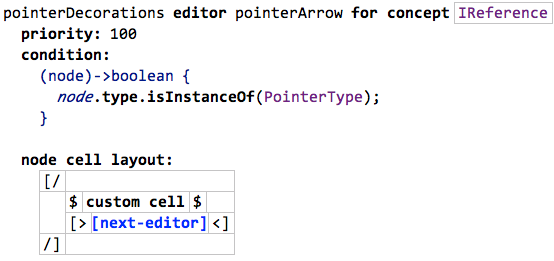 pointerDecorations editor pointerArrow for concept IReference
priority: 100
condition:
(node)->boolean {
node.type.isInstanceOf(PointerType);
}
node cell layout:
[/
$ custom cell $
[> [next-editor] <]
/]